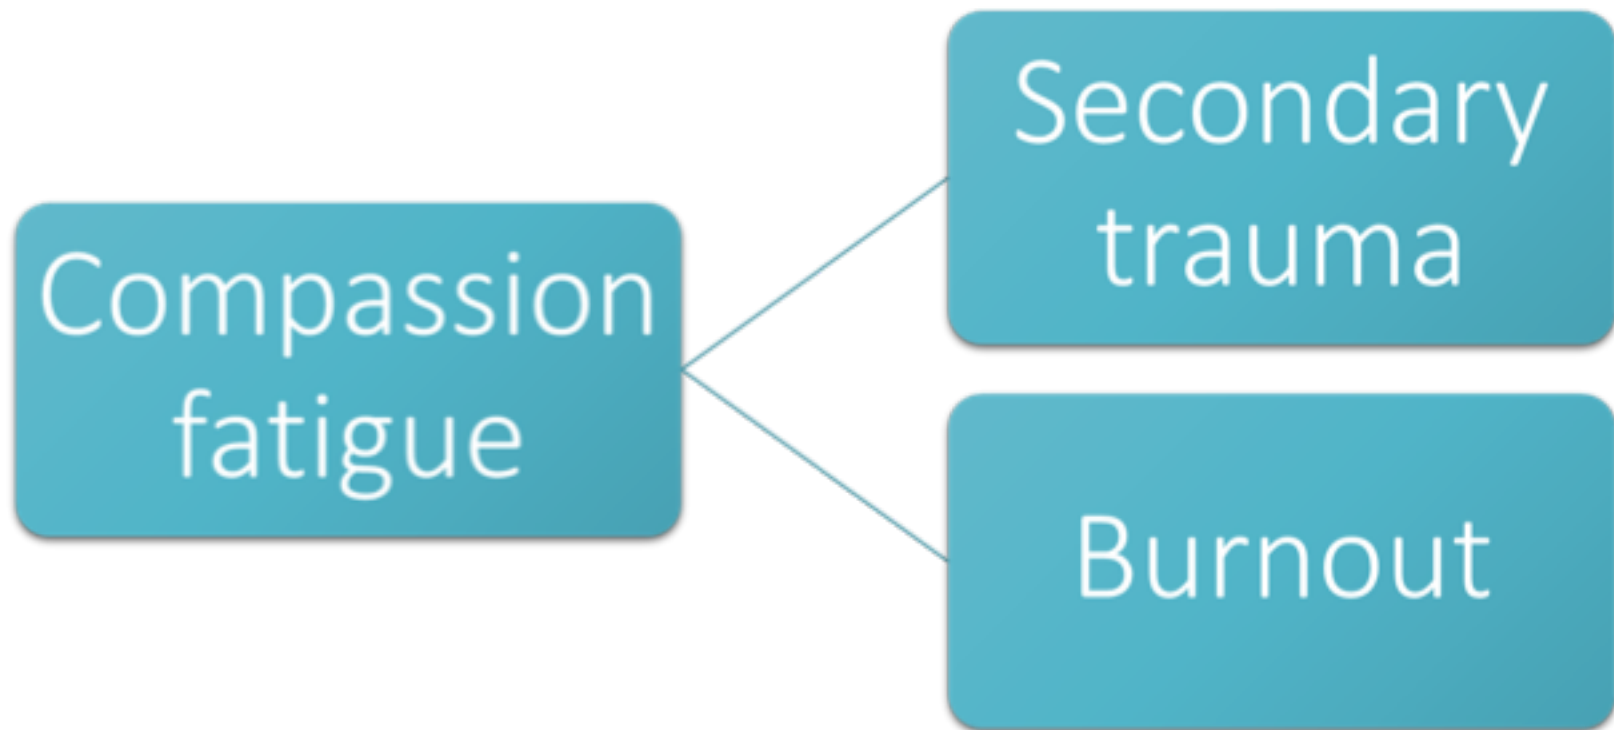 Compassion
fatigue
Secondary
trauma
Burnout